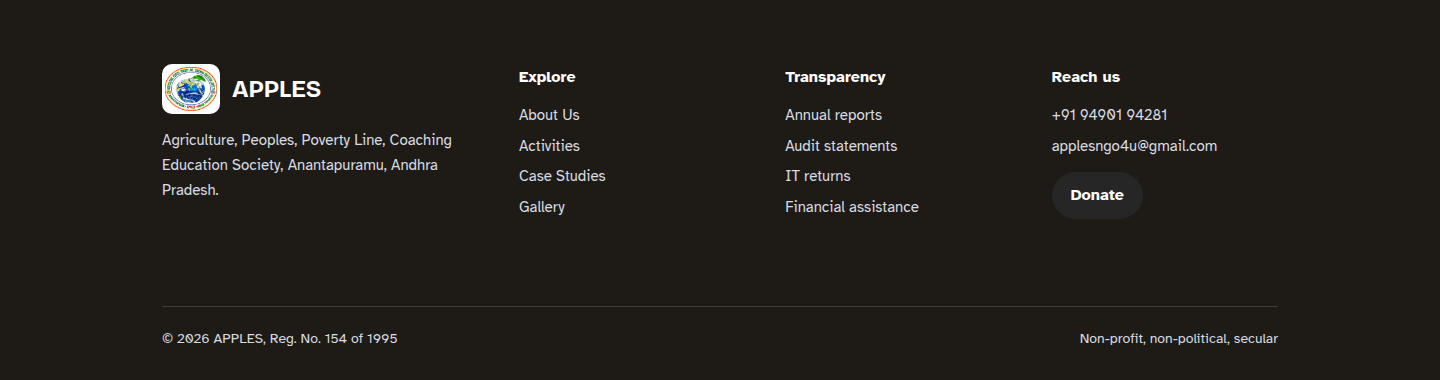 APPLES
Agriculture, Peoples, Poverty Line, Coaching
Education Society, Anantapuramu, Andhra
Pradesh.
Explore
About Us
Activities
Case Studies
Gallery
Transparency
Annual reports
Audit statements
IT returns
Financial assistance
Reach us
+91 94901 94281
applesngo4u@gmail.com
Donate
© 2026 APPLES, Reg. No. 154 of 1995
Non-profit, non-political, secular